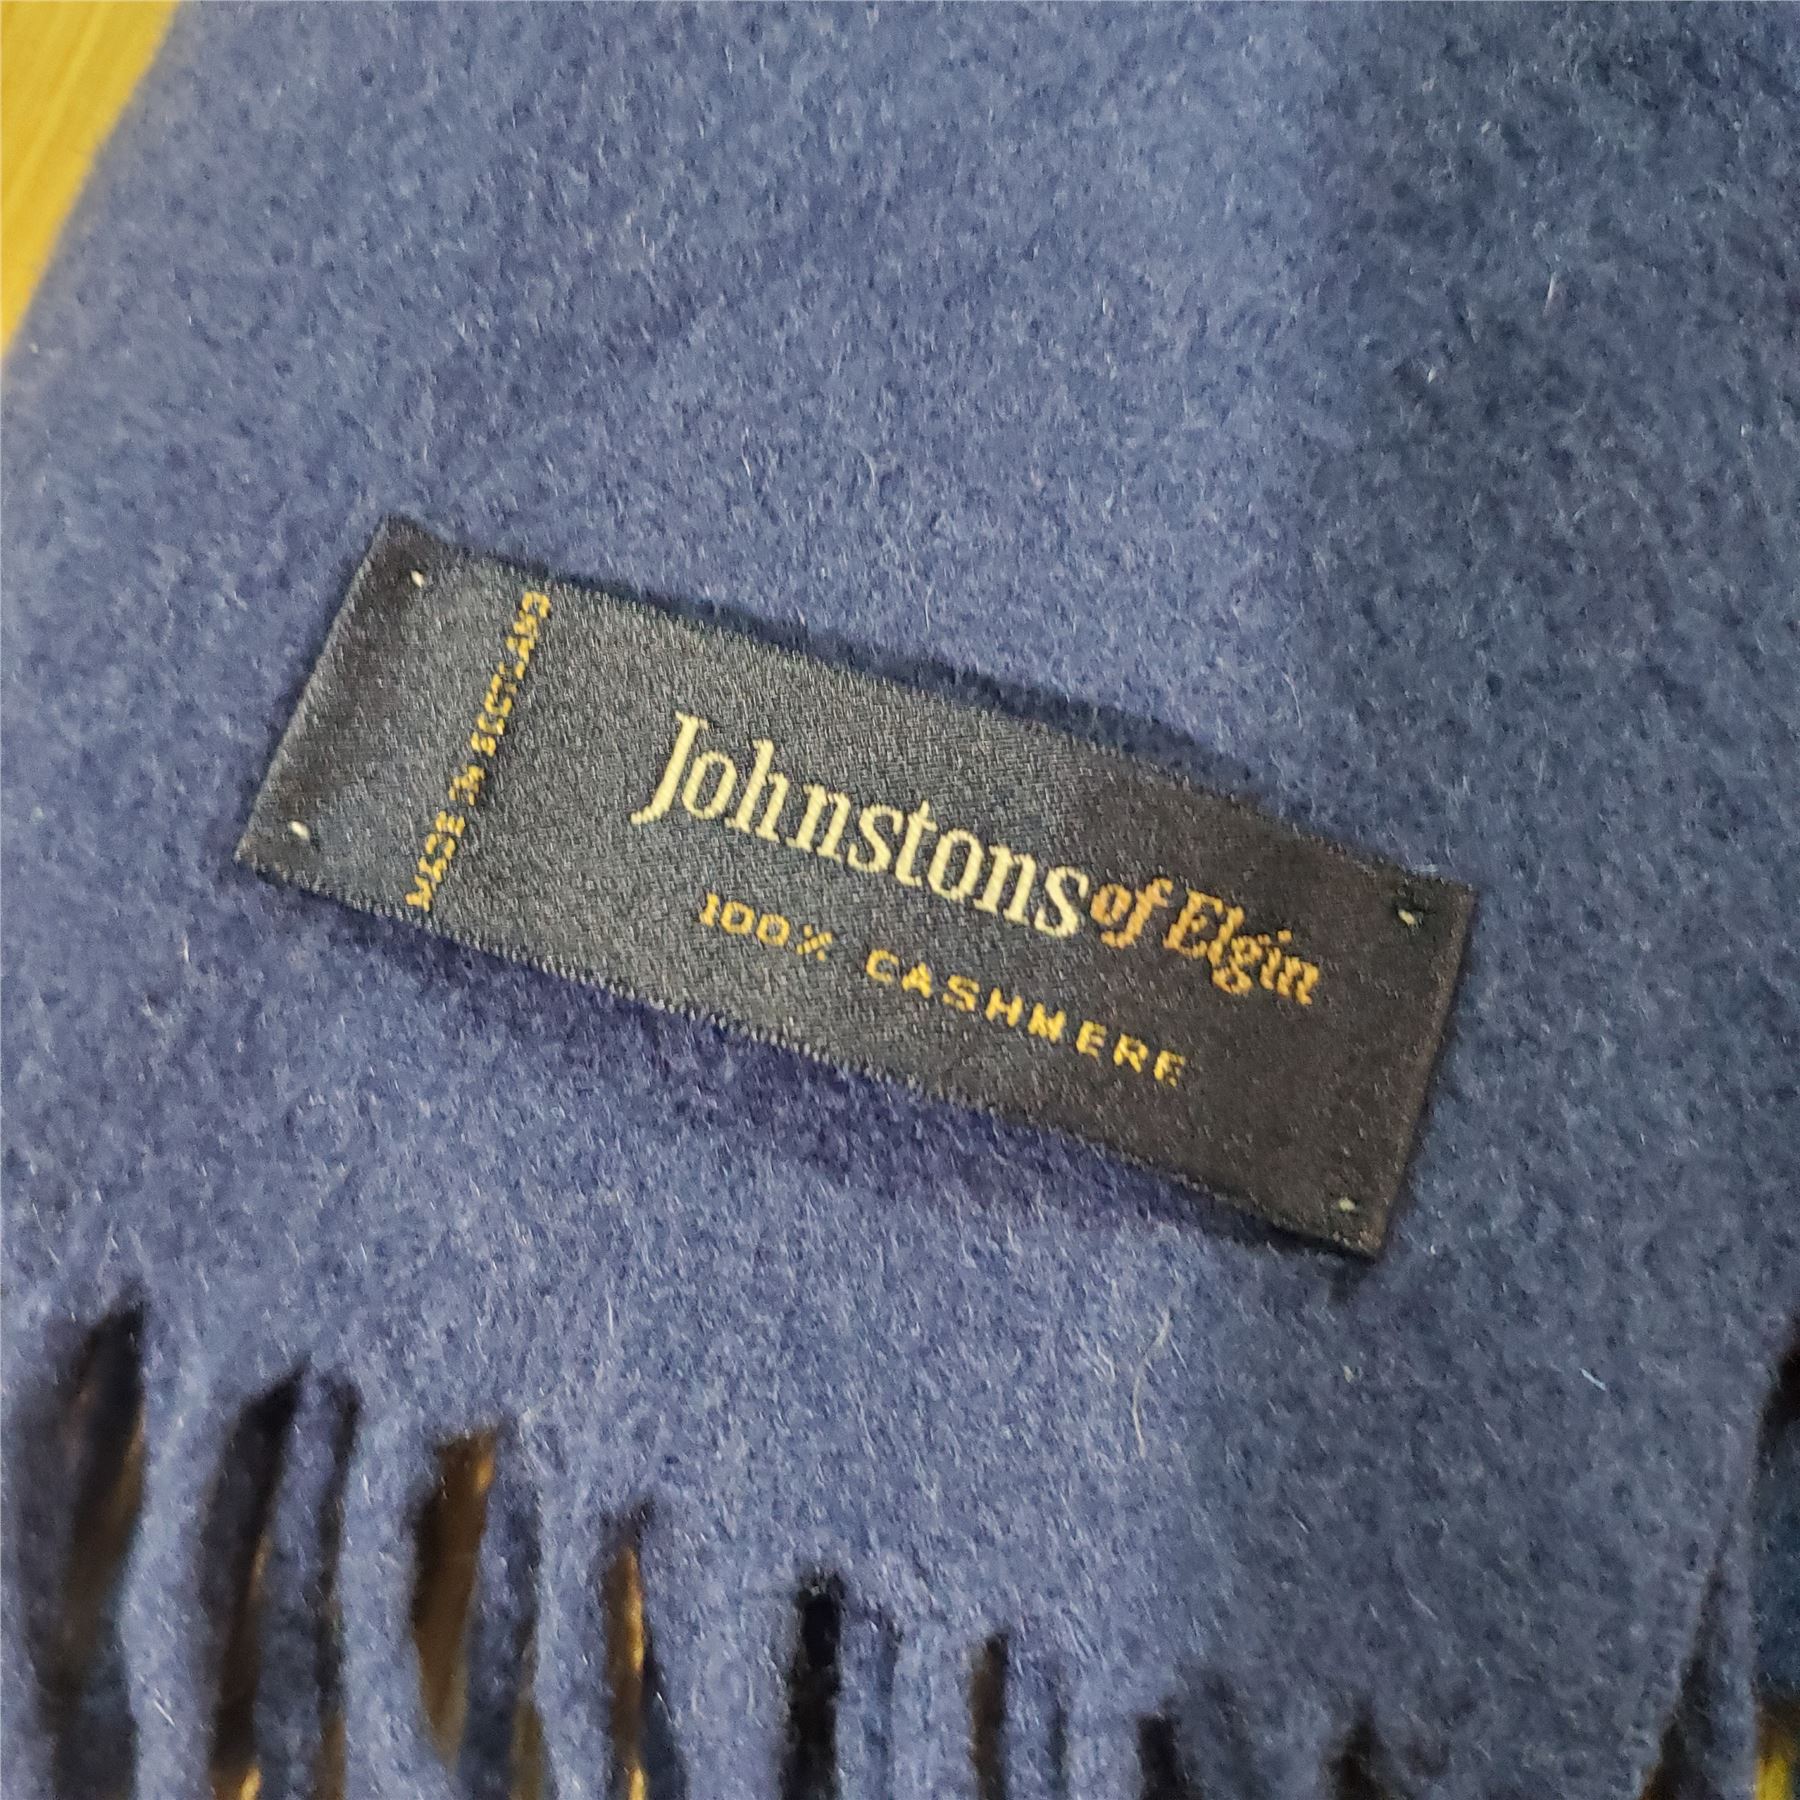 MADE IN SCOTLAND
Johnstons of Elgin
100% CASHMERE